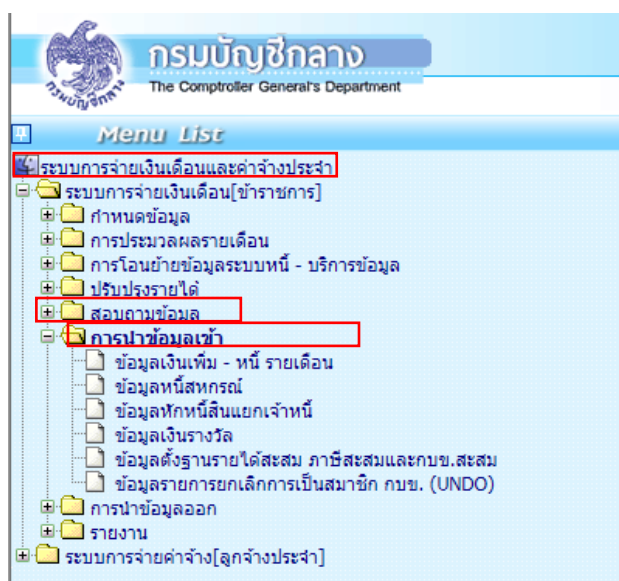 กรมบัญชีกลาง
The Comptroller General's Department
กรมบัญชีกลาง
Menu List
ระบบการจ่ายเงินเดือนและค่าจ้างประจำ
ระบบการจ่ายเงินเดือน[ข้าราชการ]
กำหนดข้อมูล
การประมวลผลรายเดือน
การโอนย้ายข้อมูลระบบหนี้ - บริการข้อมูล
ปรับปรุงรายได้
สอบถามข้อมูล
การนำข้อมูลเข้า
ข้อมูลเงินเพิ่ม - หนี้ รายเดือน
ข้อมูลหนี้สหกรณ์
ข้อมูลหักหนี้สินแยกเจ้าหนี้
ข้อมูลเงินรางวัล
ข้อมูลตั้งฐานรายได้สะสม ภาษีสะสมและกบข.สะสม
ข้อมูลรายการยกเลิกการเป็นสมาชิก กบข. (UNDO)
การนำข้อมูลออก
รายงาน
ระบบการจ่ายค่าจ้าง[ลูกจ้างประจำ]